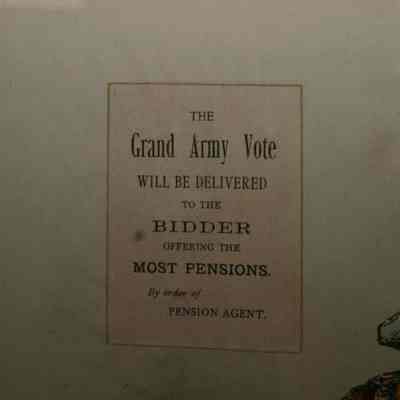 THE
Grand Army Vote
WILL BE DELIVERED
TO THE
BIDDER
OFFERING THE
MOST PENSIONS.
By order of
PENSION AGENT.